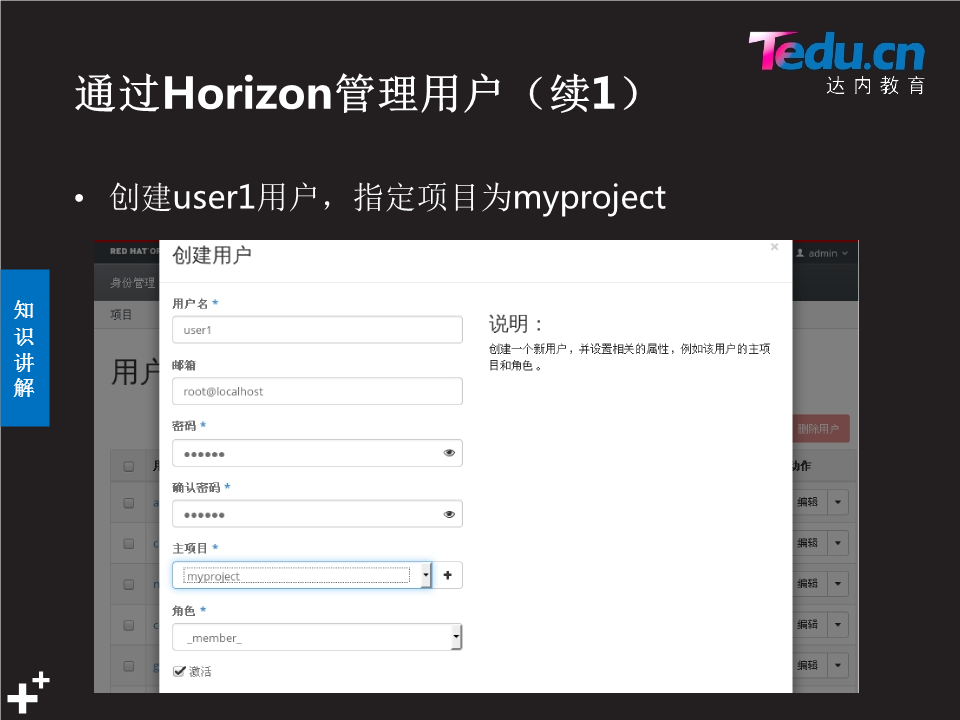 Tedu.cn
达内教育
通过Horizon管理用户（续1）
• 创建user1用户，指定项目为myproject
知识讲解
RED HAT
admin
身份管理
项目
用户
创建用户
×
用户名 *
user1
邮箱
root@localhost
密码 *
确认密码 *
主项目 *
myproject
+
角色 *
_member_
激活
说明：
创建一个新用户，并设置相关的属性，例如该用户的主项
目和角色。
删除用户
动作
编辑
编辑
编辑
编辑
编辑